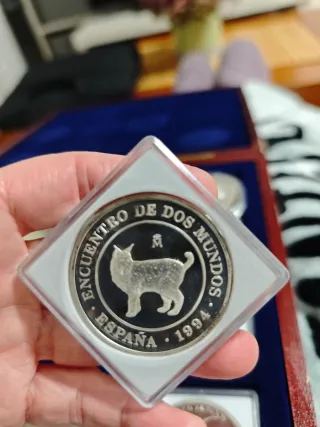 ENCUENTRO DE DOS MUNDOS
· ESPAÑA · 1994 ·